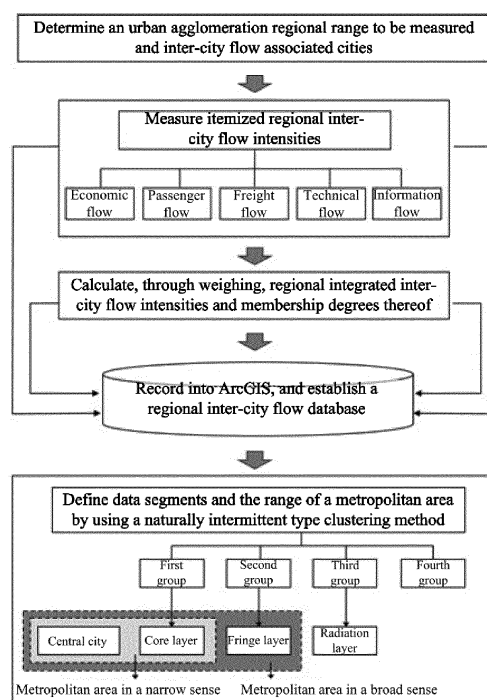 Determine an urban agglomeration regional range to be measured
and inter-city flow associated cities
Measure itemized regional inter-
city flow intensities
Economic
flow
Passenger
flow
Freight
flow
Technical
flow
Information
flow
Calculate, through weighing, regional integrated inter-
city flow intensities and membership degrees thereof
Record into ArcGIS, and establish a
regional inter-city flow database
Define data segments and the range of a metropolitan area
by using a naturally intermittent type clustering method
First
group
Second
group
Third
group
Fourth
group
Central city
Core layer
Fringe layer
Radiation
layer
Metropolitan area in a narrow sense
Metropolitan area in a broad sense